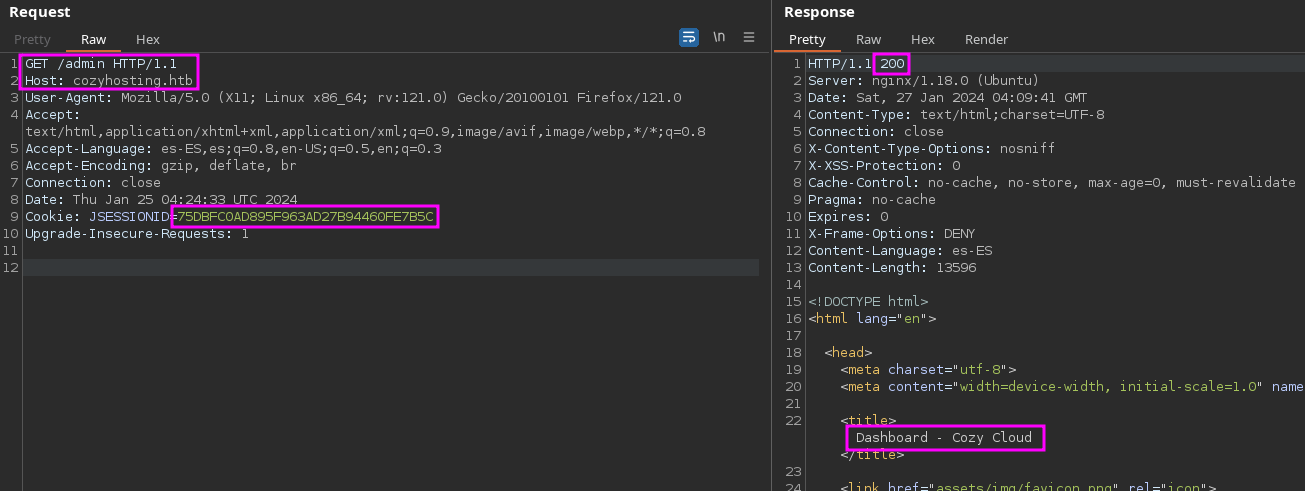 Request
Pretty Raw Hex
\n
1 GET /admin HTTP/1.1
2 Host: cozyhosting.htb
3 User-Agent: Mozilla/5.0 (X11; Linux x86_64; rv:121.0) Gecko/20100101 Firefox/121.0
4 Accept:
text/html,application/xhtml+xml,application/xml;q=0.9,image/avif,image/webp,*/*;q=0.8
5 Accept-Language: es-ES,es;q=0.8,en-US;q=0.5,en;q=0.3
6 Accept-Encoding: gzip, deflate, br
7 Connection: close
8 Date: Thu Jan 25 04:24:33 UTC 2024
9 Cookie: JSESSIONID=75DBFC0AD895F963AD27B94460FE7B5C
10 Upgrade-Insecure-Requests: 1
11
12
Response
Pretty Raw Hex Render
1 HTTP/1.1 200
2 Server: nginx/1.18.0 (Ubuntu)
3 Date: Sat, 27 Jan 2024 04:09:41 GMT
4 Content-Type: text/html;charset=UTF-8
5 Connection: close
6 X-Content-Type-Options: nosniff
7 X-XSS-Protection: 0
8 Cache-Control: no-cache, no-store, max-age=0, must-revalidate
9 Pragma: no-cache
10 Expires: 0
11 X-Frame-Options: DENY
12 Content-Language: es-ES
13 Content-Length: 13596
14
15 <!DOCTYPE html>
16 <html lang="en">
17
18 <head>
19 <meta charset="utf-8">
20 <meta content="width=device-width, initial-scale=1.0" name
21
22 <title>
Dashboard - Cozy Cloud
</title>
23
24 <link href="assets/img/favicon.png" rel="icon">